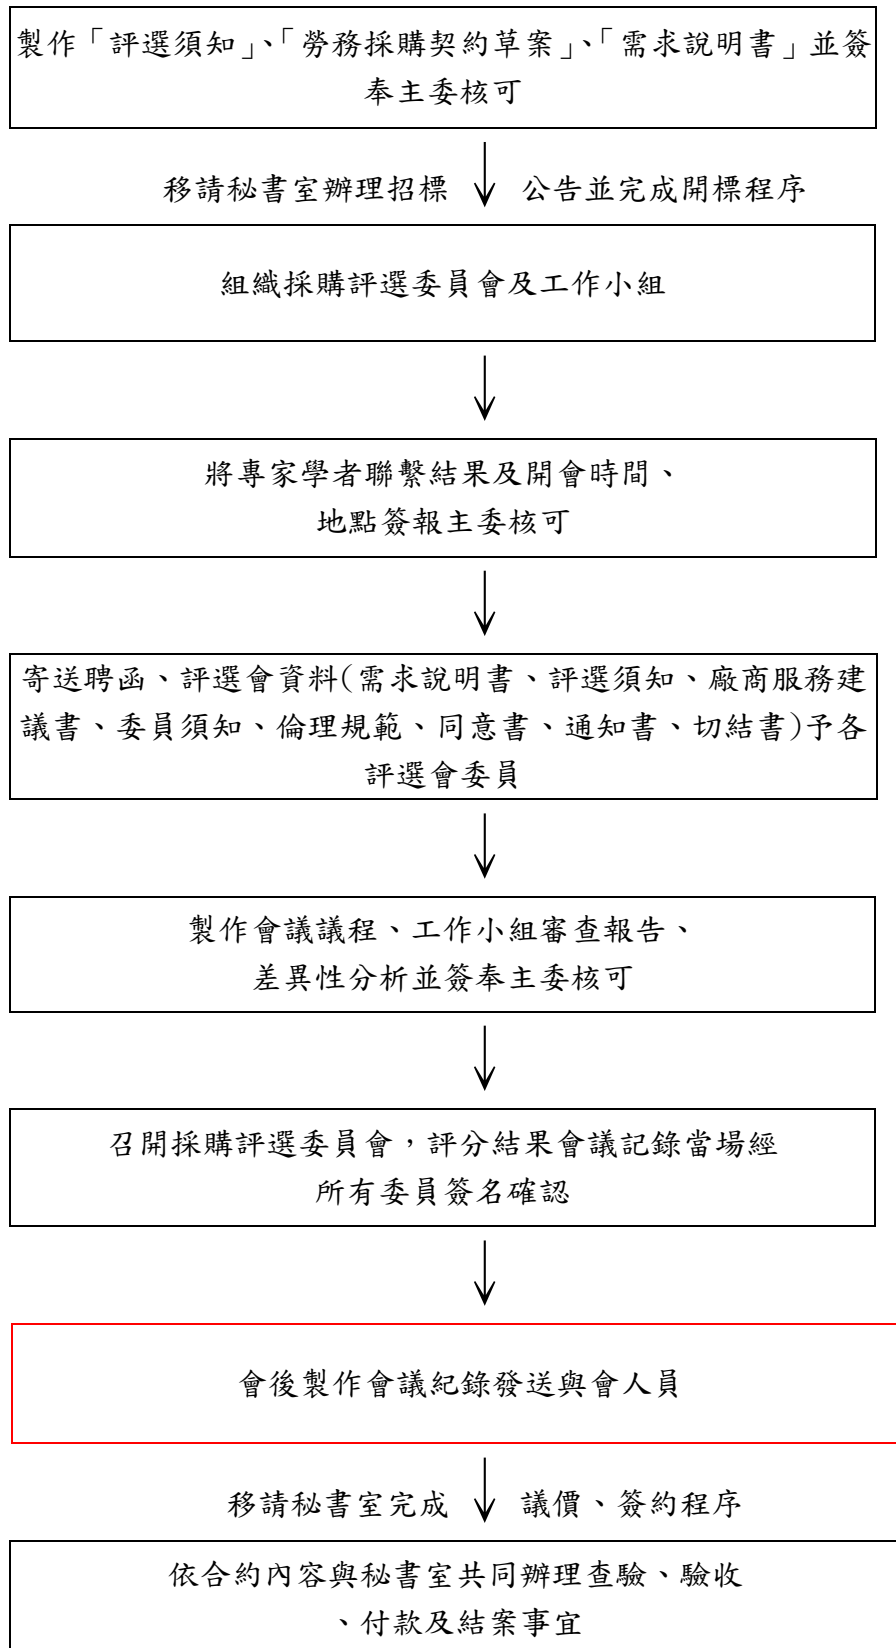 製作「評選須知」、「勞務採購契約草案」、「需求說明書」並簽
奉主委核可
移請秘書室辦理招標 公告並完成開標程序
組織採購評選委員會及工作小組
將專家學者聯繫結果及開會時間、
地點簽報主委核可
寄送聘函、評選會資料(需求說明書、評選須知、廠商服務建
議書、委員須知、倫理規範、同意書、通知書、切結書)予各
評選會委員
製作會議議程、工作小組審查報告、
差異性分析並簽奉主委核可
召開採購評選委員會，評分結果會議記錄當場經
所有委員簽名確認
會後製作會議紀錄發送與會人員
移請秘書室完成 議價、簽約程序
依合約內容與秘書室共同辦理查驗、驗收
、付款及結案事宜